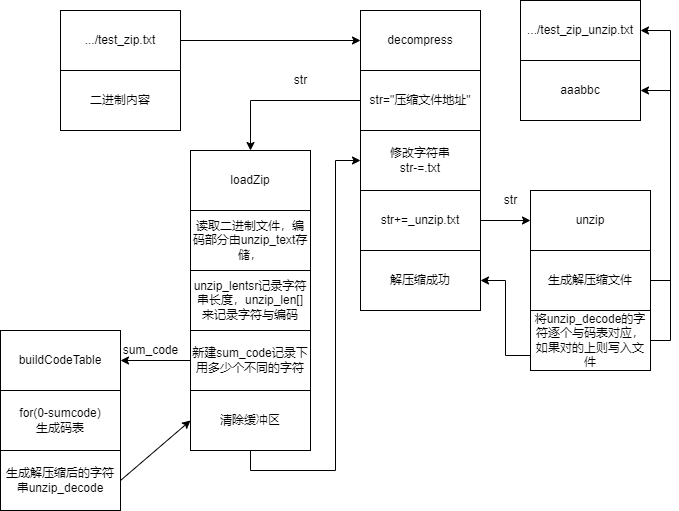 .../test_zip.txt
二进制内容
str
decompress
str="压缩文件地址"
修改字符串
str-=.txt
str+=_unzip.txt
解压缩成功
.../test_zip_unzip.txt
aaabbc
loadZip
读取二进制文件，编
码部分由unzip_text存
储，
unzip_lentsr记录字符
串长度，unzip_len[]
来记录字符与编码
新建sum_code记录下
用多少个不同的字符
清除缓冲区
str
unzip
生成解压缩文件
将unzip_decode的字
符逐个与码表对应，
如果对的上则写入文
件
buildCodeTable
sum_code
for(0-sumcode)
生成码表
生成解压缩后的字符
串unzip_decode